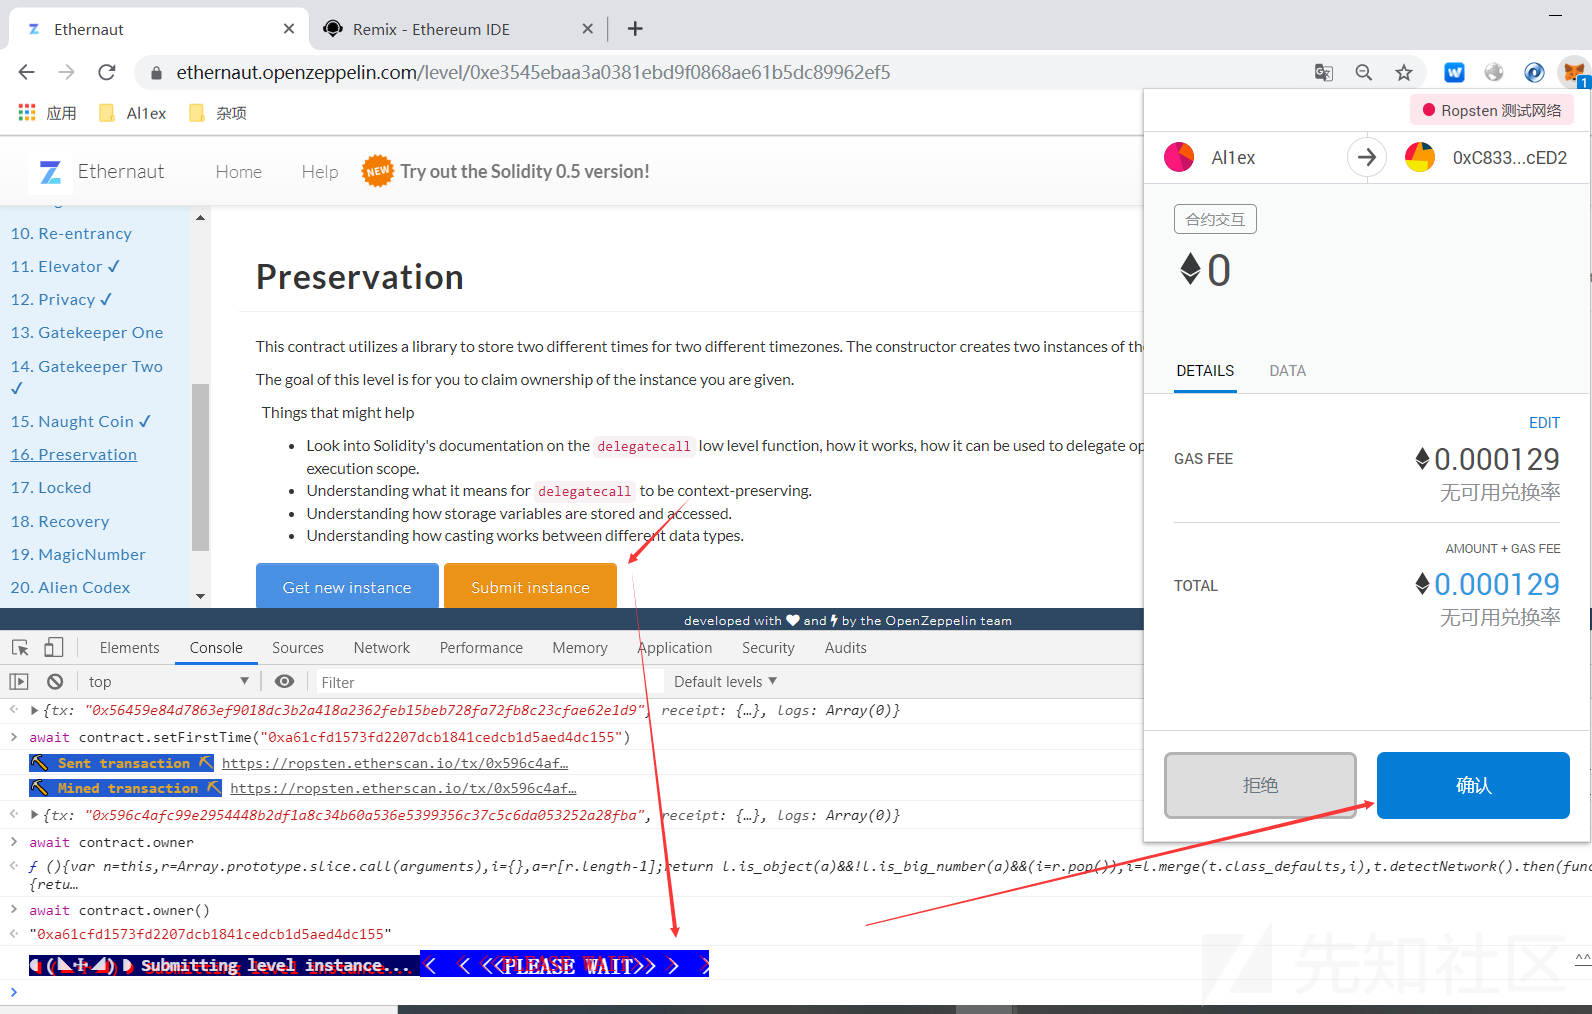 Ethernaut
Remix - Ethereum IDE
ethernaut.openzeppelin.com/level/0xe3545ebaa3a0381ebd9f0868ae61b5dc89962ef5
1
应用
Al1ex
杂项
Ethernaut
Home
Help
NEW
Try out the Solidity 0.5 version!
10. Re-entrancy
11. Elevator ✓
12. Privacy ✓
13. Gatekeeper One
14. Gatekeeper Two
✓
15. Naught Coin ✓
16. Preservation
17. Locked
18. Recovery
19. MagicNumber
20. Alien Codex
Preservation
This contract utilizes a library to store two different times for two different timezones. The constructor creates two instances of th
The goal of this level is for you to claim ownership of the instance you are given.
Things that might help
• Look into Solidity's documentation on the delegatecall low level function, how it works, how it can be used to delegate op
execution scope.
• Understanding what it means for delegatecall to be context-preserving.
• Understanding how storage variables are stored and accessed.
• Understanding how casting works between different data types.
Get new instance
Submit instance
developed with ♥ and by the OpenZeppelin team
Ropsten 测试网络
Al1ex
0xC833...cED2
合约交互
0
DETAILS
DATA
EDIT
GAS FEE
0.000129
无可用兑换率
AMOUNT + GAS FEE
TOTAL
0.000129
无可用兑换率
拒绝
确认
Elements Console Sources Network Performance Memory Application Security Audits
top
Filter
Default levels ▼
{tx: "0x56459e84d7863ef9018dc3b2a418a2362feb15beb728fa72fb8c23cfae62e1d9", receipt: {…}, logs: Array(0)}
await contract.setFirstTime("0xa61cfd1573fd2207dcb1841cedcb1d5aed4dc155")
Sent transaction https://ropsten.etherscan.io/tx/0x596c4af…
Mined transaction https://ropsten.etherscan.io/tx/0x596c4af…
{tx: "0x596c4afc99e2954448b2df1a8c34b60a536e5399356c37c5c6da053252a28fba", receipt: {…}, logs: Array(0)}
await contract.owner
ƒ (){var n=this,r=Array.prototype.slice.call(arguments),i={},a=r[r.length-1];return l.is_object(a)&&!l.is_big_number(a)&&(i=r.pop()),i=l.merge(t.class_defaults,i),t.detectNetwork().then(func
{retu…
await contract.owner()
"0xa61cfd1573fd2207dcb1841cedcb1d5aed4dc155"
Submitting level instance... < < <<PLEASE WAIT>> > >
^^
先知社区